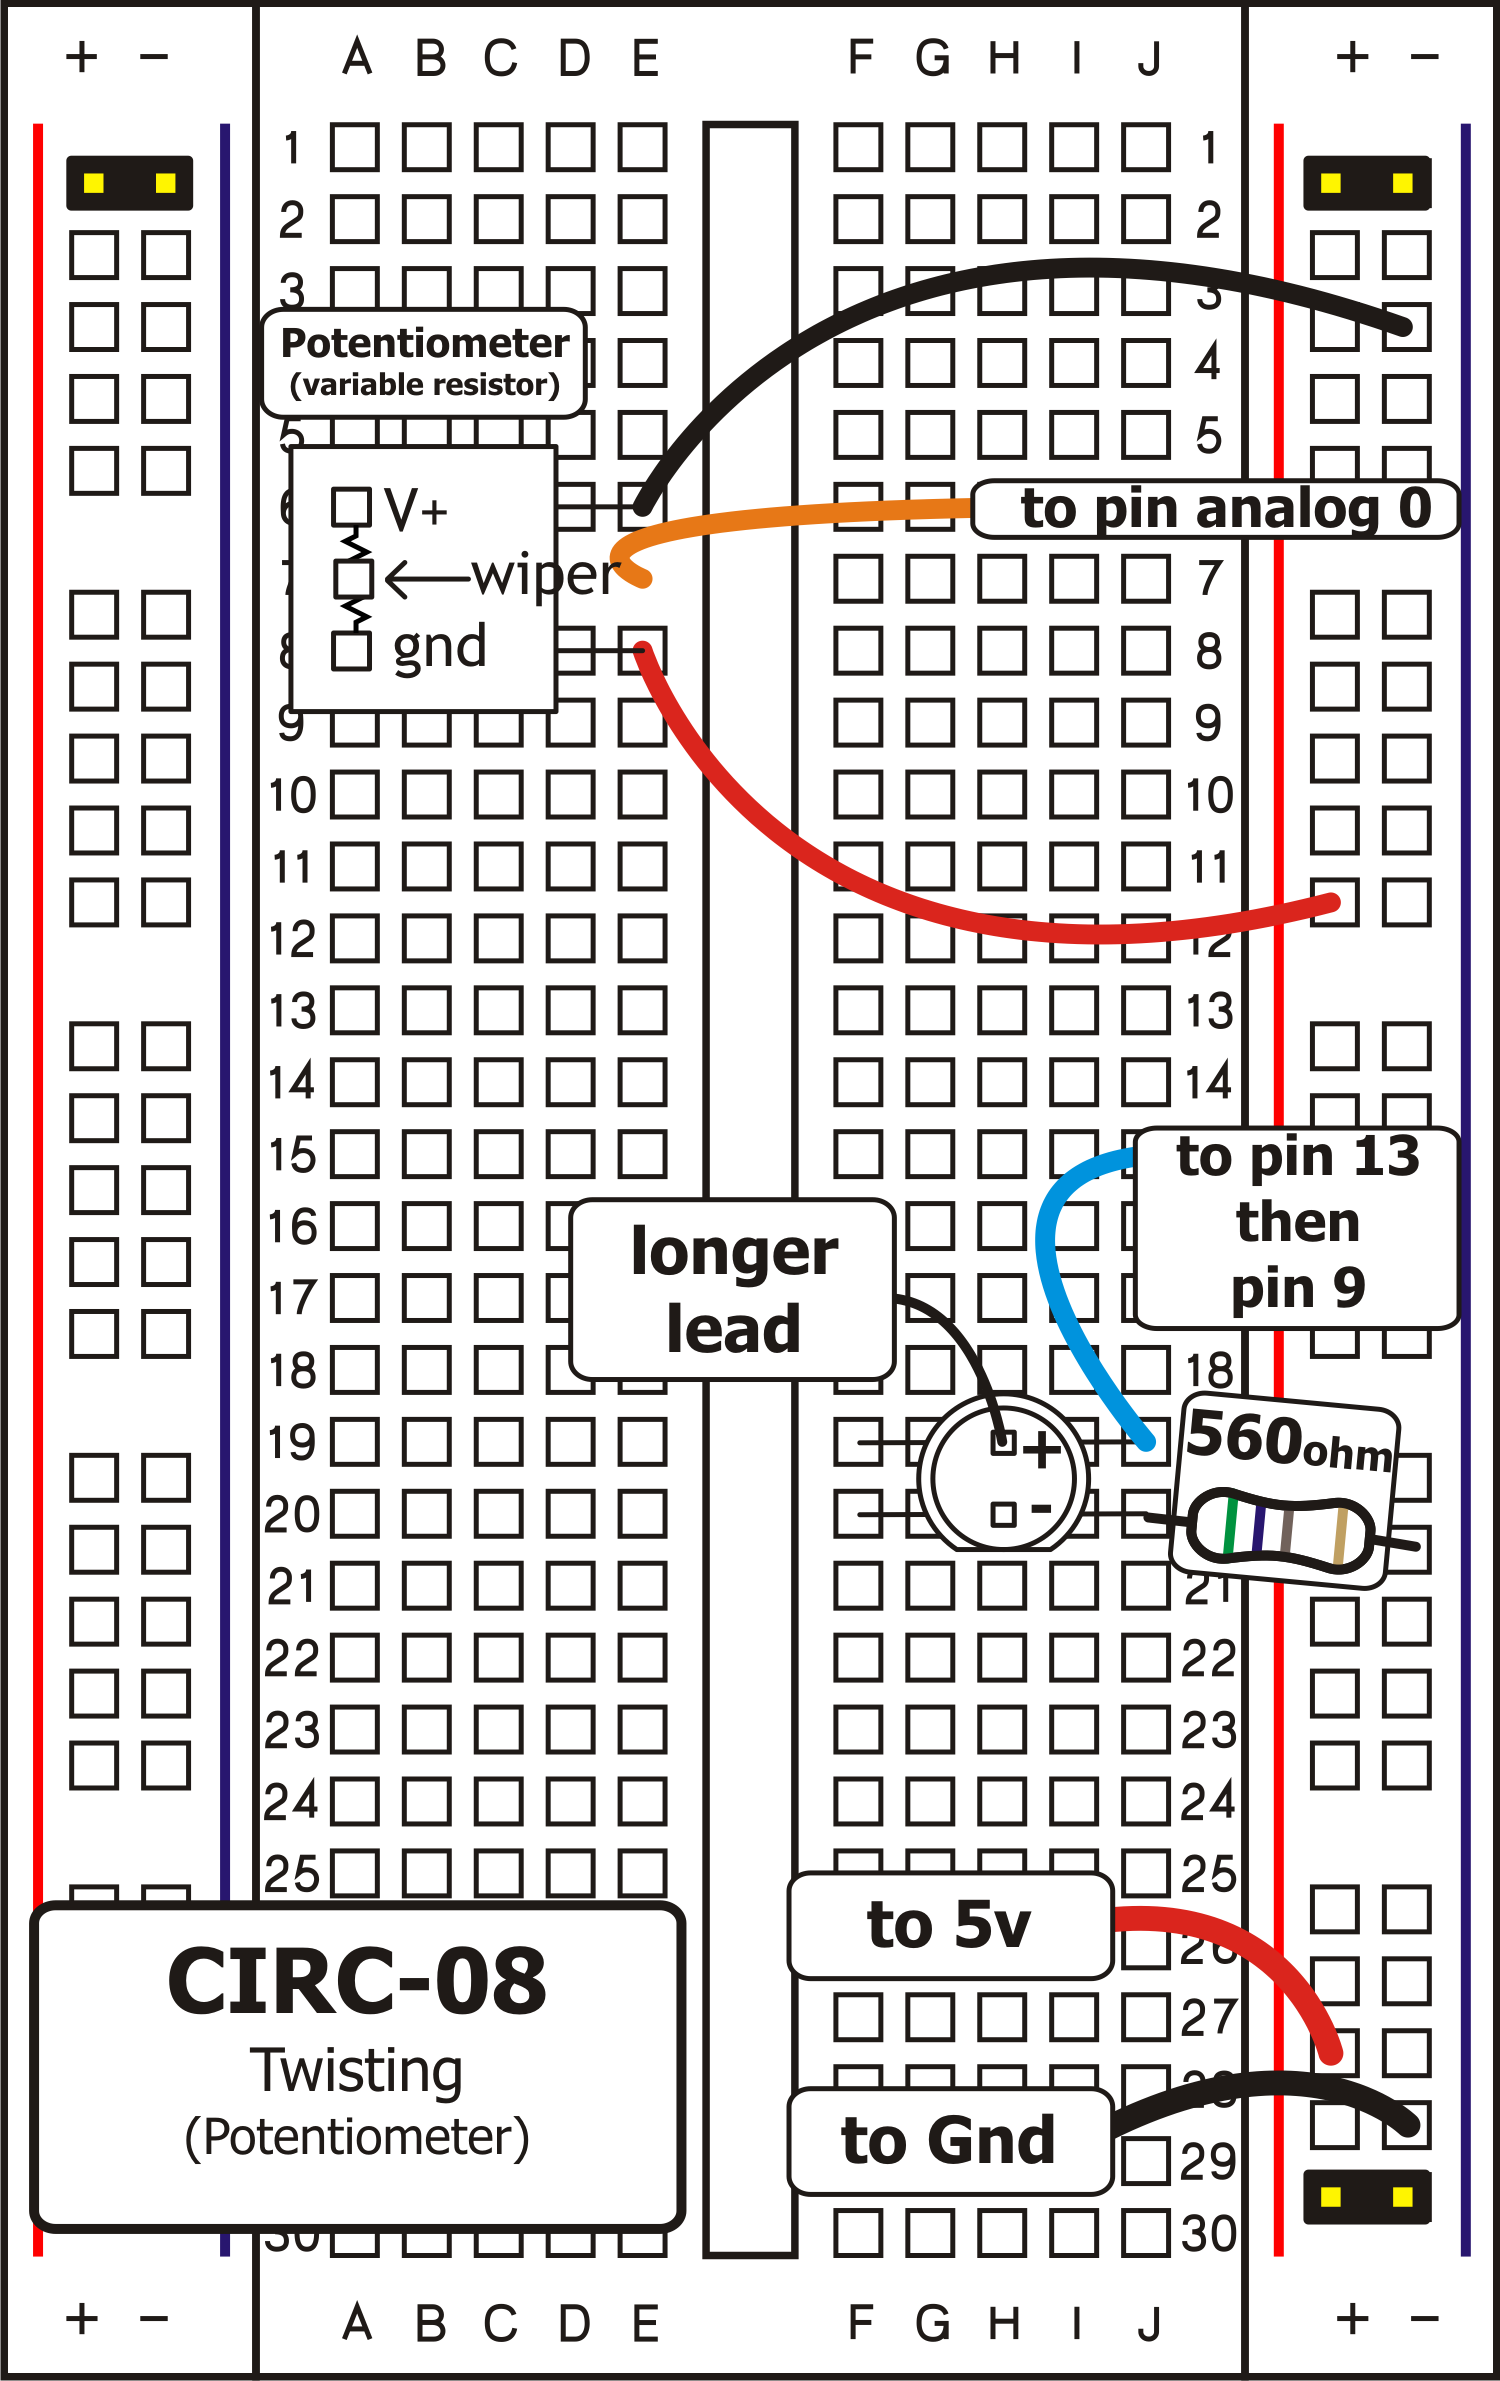 + − A B C D E F G H I J + −
1 1
2 2
3 3
Potentiometer
(variable resistor)
4
5 5
V+
to pin analog 0
6
wiper
7 7
gnd
8 8
9 9
10 10
11 11
12 12
13 13
14 14
15
to pin 13
then
pin 9
16
longer
lead
17
18 18
19
+
560ohm
20
-
21 21
22 22
23 23
24 24
25 25
to 5v
26
CIRC-08
Twisting
(Potentiometer)
27
28
to Gnd
29
30 30
+ − A B C D E F G H I J + −